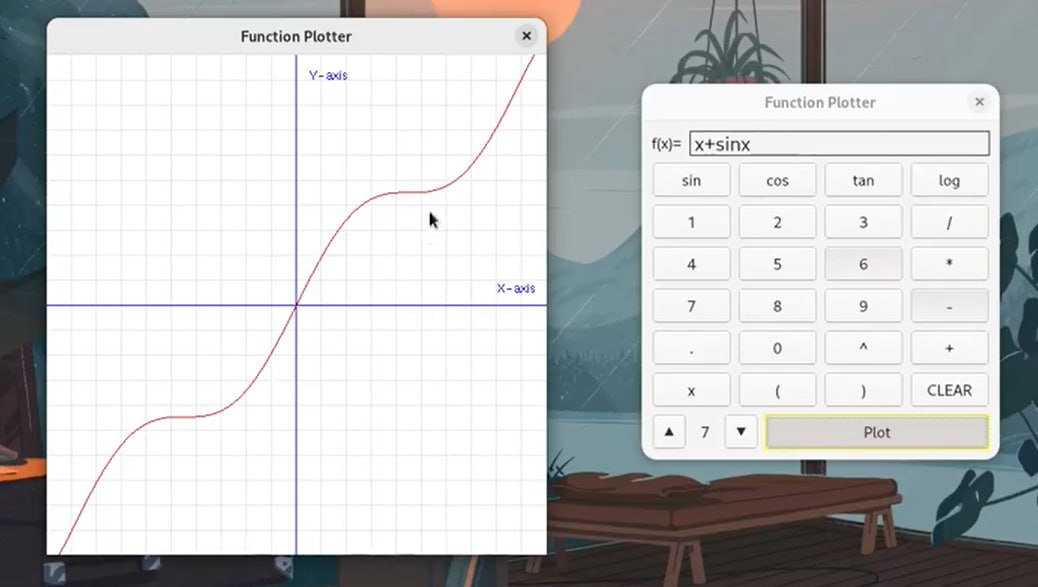 Function Plotter ×
Y-axis
X-axis
Function Plotter ×
f(x)= x+sinx
sin cos tan log
1 2 3 /
4 5 6 *
7 8 9 -
. 0 ^ +
x ( ) CLEAR
▲ 7 ▼ Plot